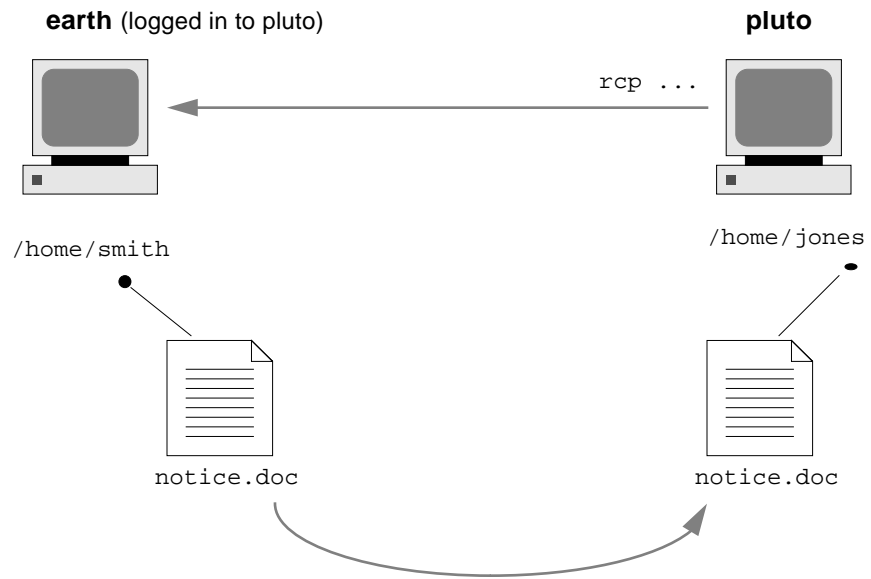 earth (logged in to pluto)
pluto
rcp ...
/home/smith
/home/jones
notice.doc
notice.doc